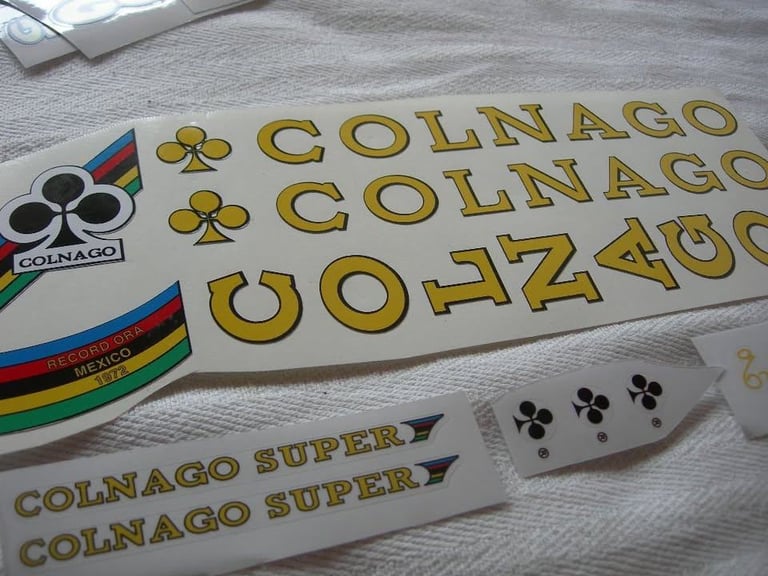 COLNAGO
COLNAGO
COLNAGO
COLNAGO
RECORD ORA
MEXICO
1972
COLNAGO SUPER
COLNAGO SUPER
® ® ®